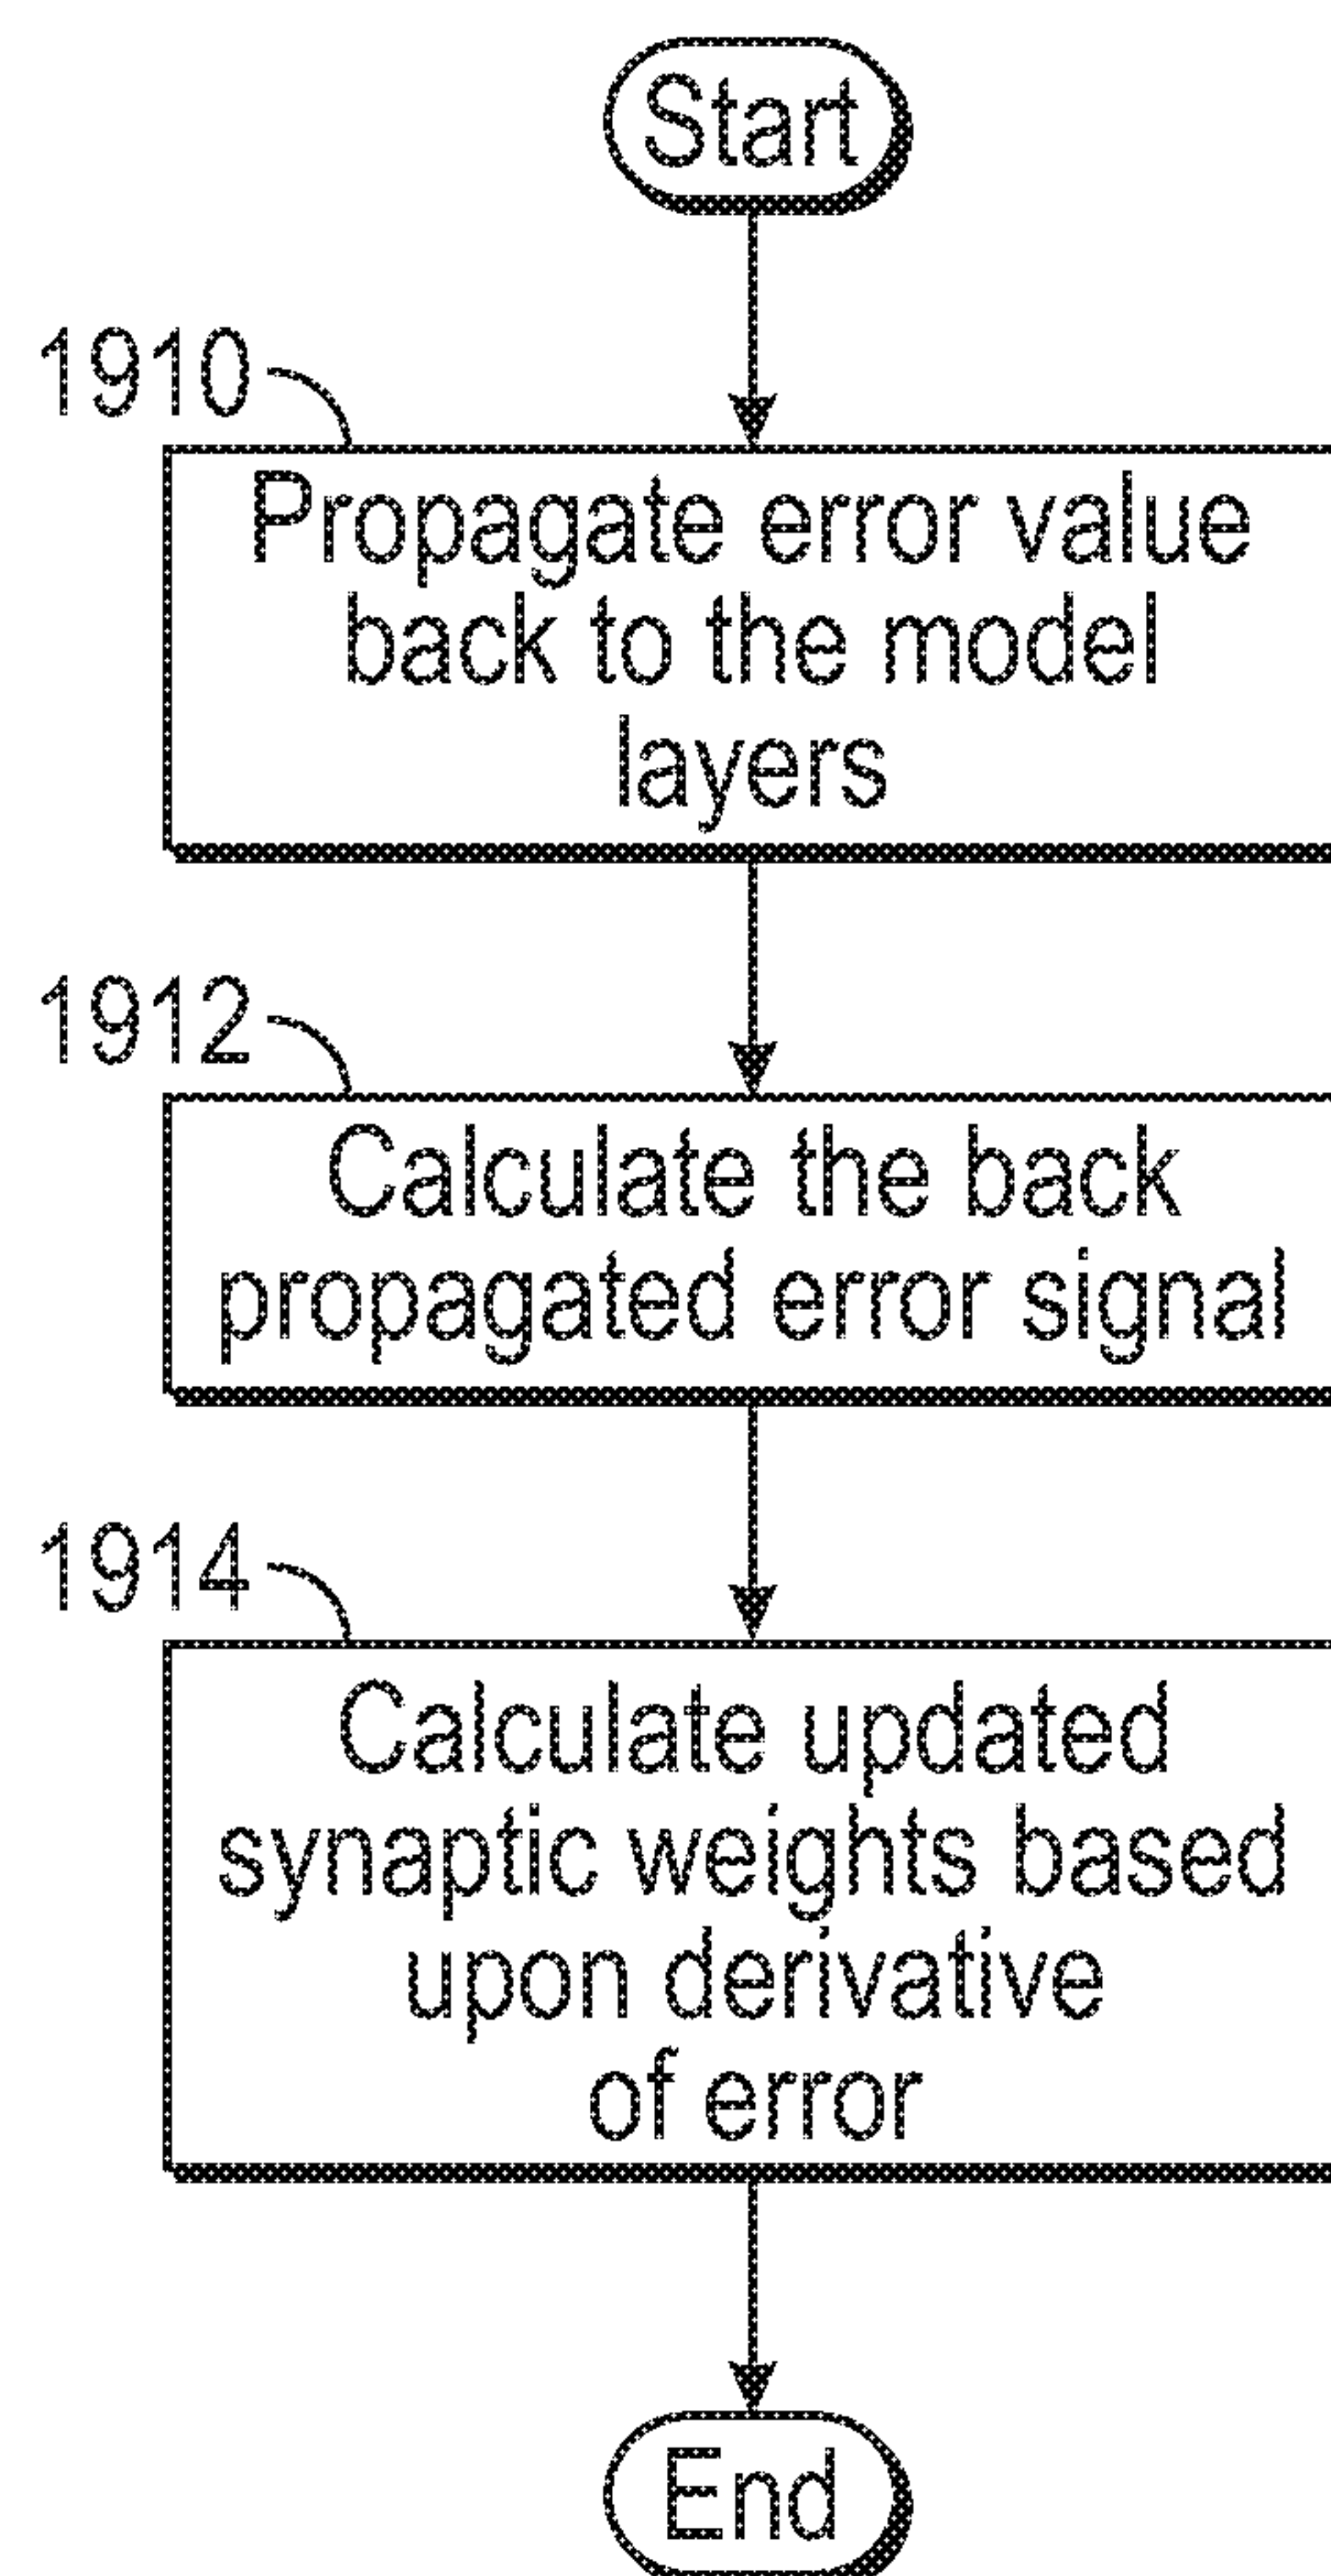 Start
1910
Propagate error value
back to the model
layers
1912
Calculate the back
propagated error signal
1914
Calculate updated
synaptic weights based
upon derivative
of error
End